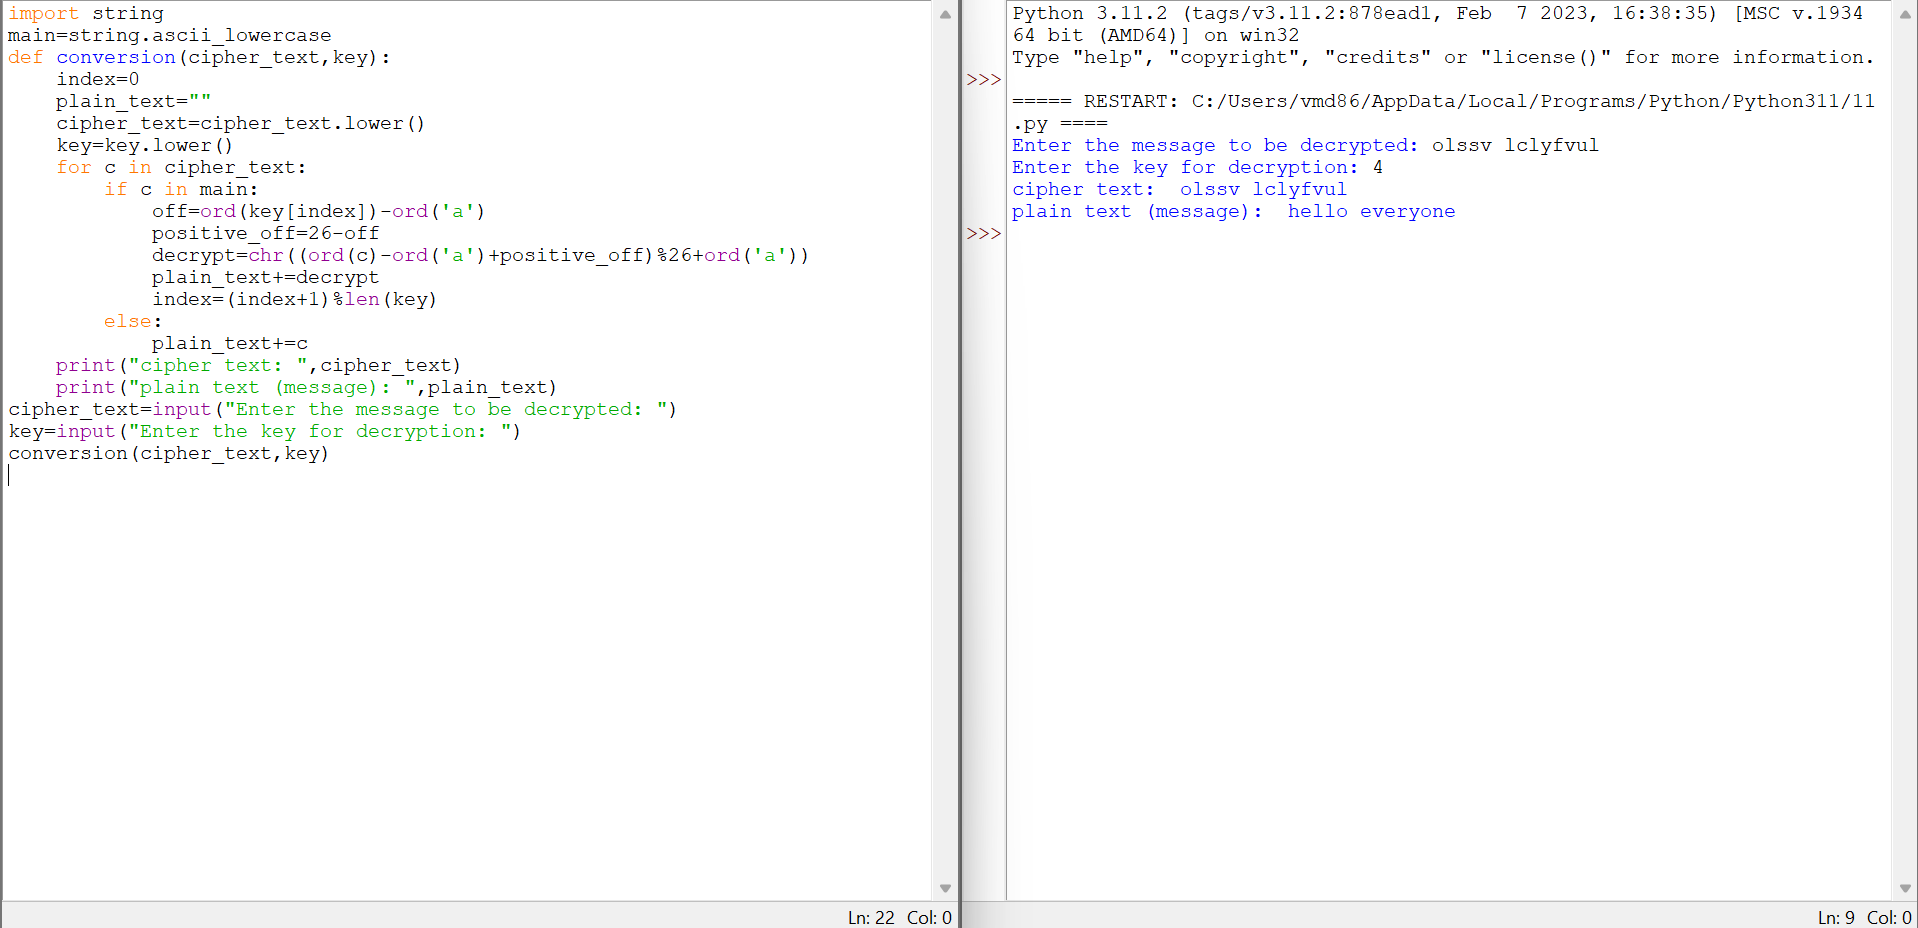 import string
main=string.ascii_lowercase
def conversion(cipher_text,key):
    index=0
    plain_text=""
    cipher_text=cipher_text.lower()
    key=key.lower()
    for c in cipher_text:
        if c in main:
            off=ord(key[index])-ord('a')
            positive_off=26-off
            decrypt=chr((ord(c)-ord('a')+positive_off)%26+ord('a'))
            plain_text+=decrypt
            index=(index+1)%len(key)
        else:
            plain_text+=c
    print("cipher text: ",cipher_text)
    print("plain text (message): ",plain_text)
cipher_text=input("Enter the message to be decrypted: ")
key=input("Enter the key for decryption: ")
conversion(cipher_text,key)
Ln: 22 Col: 0
Python 3.11.2 (tags/v3.11.2:878ead1, Feb  7 2023, 16:38:35) [MSC v.1934
64 bit (AMD64)] on win32
Type "help", "copyright", "credits" or "license()" for more information.
>>>
===== RESTART: C:/Users/vmd86/AppData/Local/Programs/Python/Python311/11
.py ====
Enter the message to be decrypted: olssv lclyfvul
Enter the key for decryption: 4
cipher text:  olssv lclyfvul
plain text (message):  hello everyone
>>>
Ln: 9 Col: 0